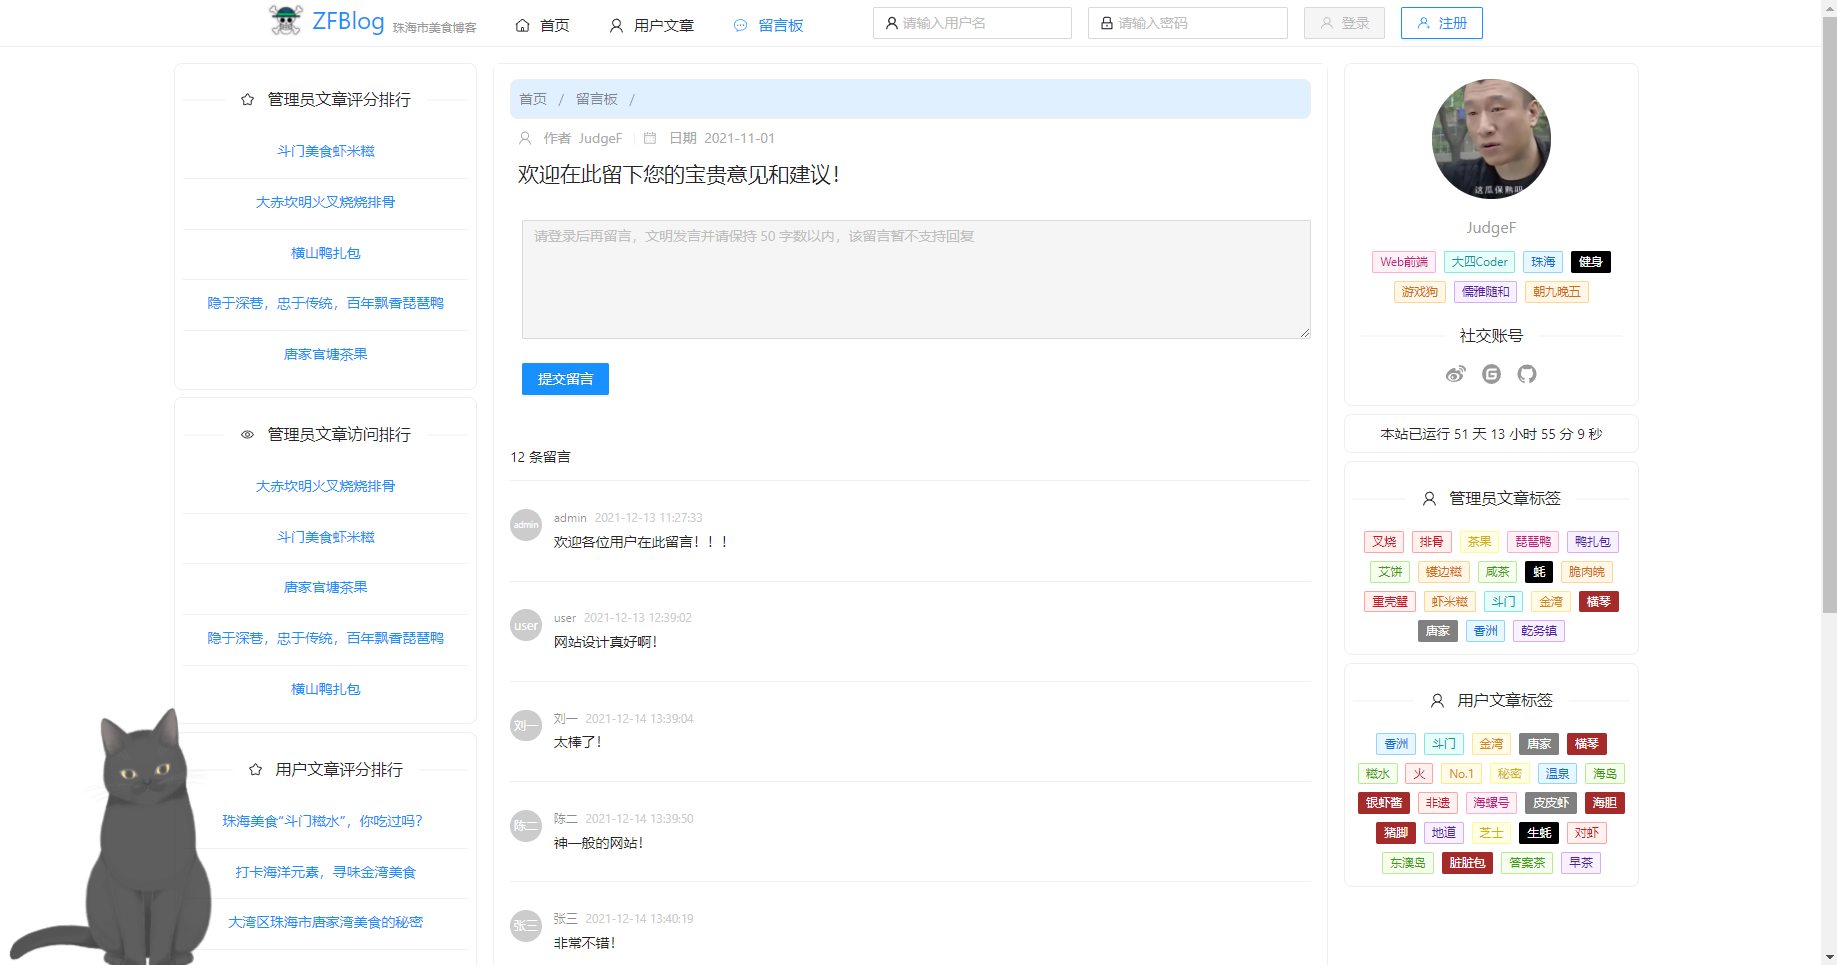 ZFBlog 珠海市美食博客 首页 用户文章 留言板 请输入用户名 请输入密码 登录 注册
管理员文章评分排行
斗门美食虾米糍
大赤坎明火叉烧烧排骨
横山鸭扎包
隐于深巷，忠于传统，百年飘香琵琶鸭
唐家官塘茶果
管理员文章访问排行
大赤坎明火叉烧烧排骨
斗门美食虾米糍
唐家官塘茶果
隐于深巷，忠于传统，百年飘香琵琶鸭
横山鸭扎包
用户文章评分排行
珠海美食“斗门糍水”，你吃过吗？
打卡海洋元素，寻味金湾美食
大湾区珠海市唐家湾美食的秘密
首页 / 留言板 /
作者 JudgeF 日期 2021-11-01
欢迎在此留下您的宝贵意见和建议！
请登录后再留言，文明发言并请保持 50 字数以内，该留言暂不支持回复
提交留言
12 条留言
admin admin 2021-12-13 11:27:33
欢迎各位用户在此留言！！！
user user 2021-12-13 12:39:02
网站设计真好啊！
刘一 刘一 2021-12-14 13:39:04
太棒了！
陈二 陈二 2021-12-14 13:39:50
神一般的网站！
张三 张三 2021-12-14 13:40:19
非常不错！
这瓜保熟吗
JudgeF
Web前端 大四Coder 珠海 健身
游戏狗 儒雅随和 朝九晚五
社交账号
本站已运行 51 天 13 小时 55 分 9 秒
管理员文章标签
叉烧 排骨 茶果 琵琶鸭 鸭扎包
艾饼 镬边糍 咸茶 蚝 脆肉皖
重壳蟹 虾米糍 斗门 金湾 横琴
唐家 香洲 乾务镇
用户文章标签
香洲 斗门 金湾 唐家 横琴
糍水 火 No.1 秘密 温泉 海岛
银虾酱 非遗 海螺号 皮皮虾 海胆
猪脚 地道 芝士 生蚝 对虾
东澳岛 脏脏包 答案茶 早茶